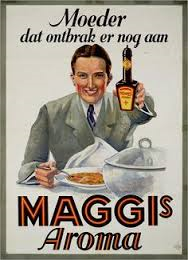 Moeder
dat ontbrak er nog aan
MAGGIS
Aroma